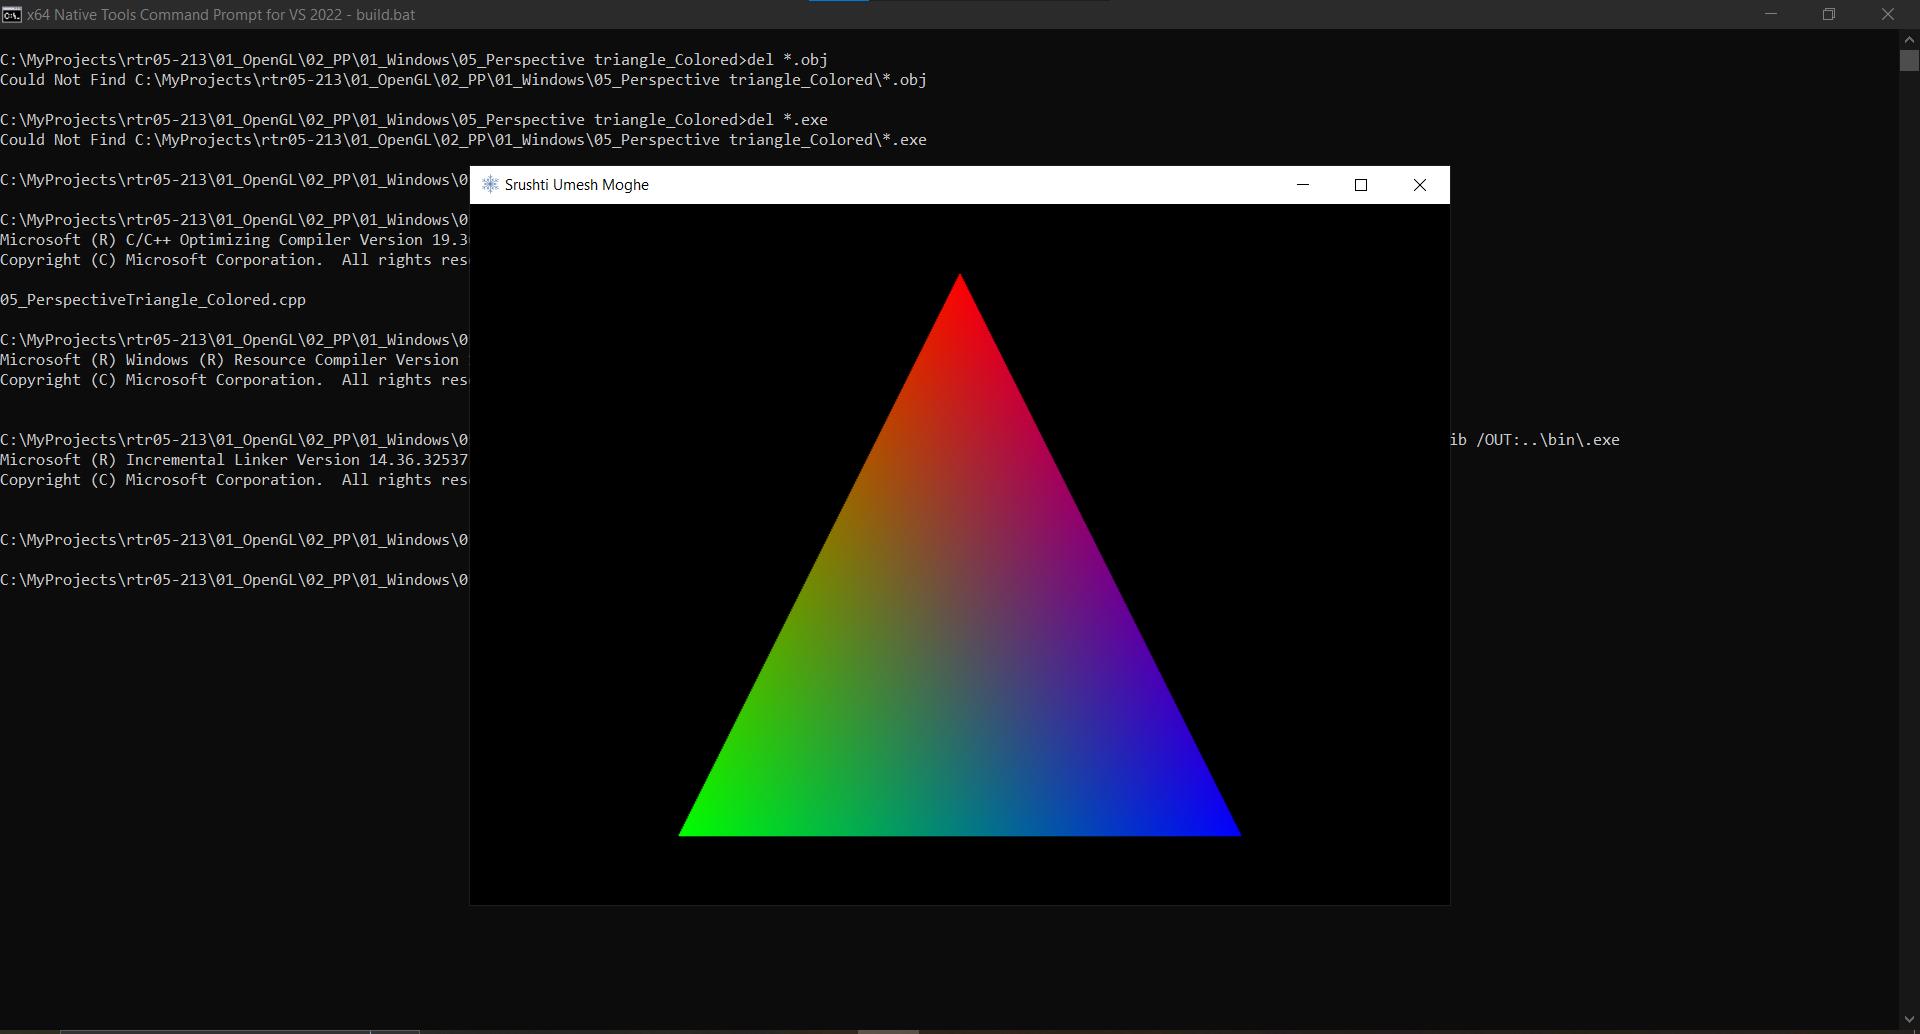 x64 Native Tools Command Prompt for VS 2022 - build.bat
C:\MyProjects\rtr05-213\01_OpenGL\02_PP\01_Windows\05_Perspective triangle_Colored>del *.obj
Could Not Find C:\MyProjects\rtr05-213\01_OpenGL\02_PP\01_Windows\05_Perspective triangle_Colored\*.obj
C:\MyProjects\rtr05-213\01_OpenGL\02_PP\01_Windows\05_Perspective triangle_Colored>del *.exe
Could Not Find C:\MyProjects\rtr05-213\01_OpenGL\02_PP\01_Windows\05_Perspective triangle_Colored\*.exe
C:\MyProjects\rtr05-213\01_OpenGL\02_PP\01_Windows\0
Srushti Umesh Moghe
C:\MyProjects\rtr05-213\01_OpenGL\02_PP\01_Windows\0
Microsoft (R) C/C++ Optimizing Compiler Version 19.3
Copyright (C) Microsoft Corporation.  All rights res
05_PerspectiveTriangle_Colored.cpp
C:\MyProjects\rtr05-213\01_OpenGL\02_PP\01_Windows\0
Microsoft (R) Windows (R) Resource Compiler Version
Copyright (C) Microsoft Corporation.  All rights res
C:\MyProjects\rtr05-213\01_OpenGL\02_PP\01_Windows\0 ib /OUT:..\bin\.exe
Microsoft (R) Incremental Linker Version 14.36.32537
Copyright (C) Microsoft Corporation.  All rights res
C:\MyProjects\rtr05-213\01_OpenGL\02_PP\01_Windows\0
C:\MyProjects\rtr05-213\01_OpenGL\02_PP\01_Windows\0